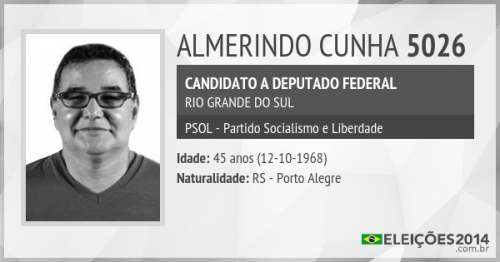 ALMERINDO CUNHA 5026
CANDIDATO A DEPUTADO FEDERAL
RIO GRANDE DO SUL
PSOL - Partido Socialismo e Liberdade
Idade: 45 anos (12-10-1968)
Naturalidade: RS - Porto Alegre
ELEIÇÕES2014
.com.br